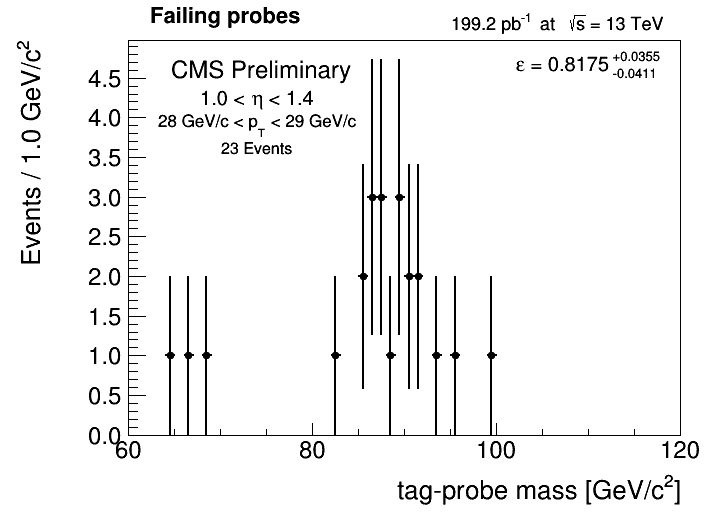 Failing probes
199.2 pb⁻¹ at √s = 13 TeV
CMS Preliminary
1.0 < η < 1.4
28 GeV/c < p_T < 29 GeV/c
23 Events
ε = 0.8175 +0.0355 -0.0411
Events / 1.0 GeV/c²
4.5
4.0
3.5
3.0
2.5
2.0
1.5
1.0
0.5
0.0
60 80 100 120
tag-probe mass [GeV/c²]